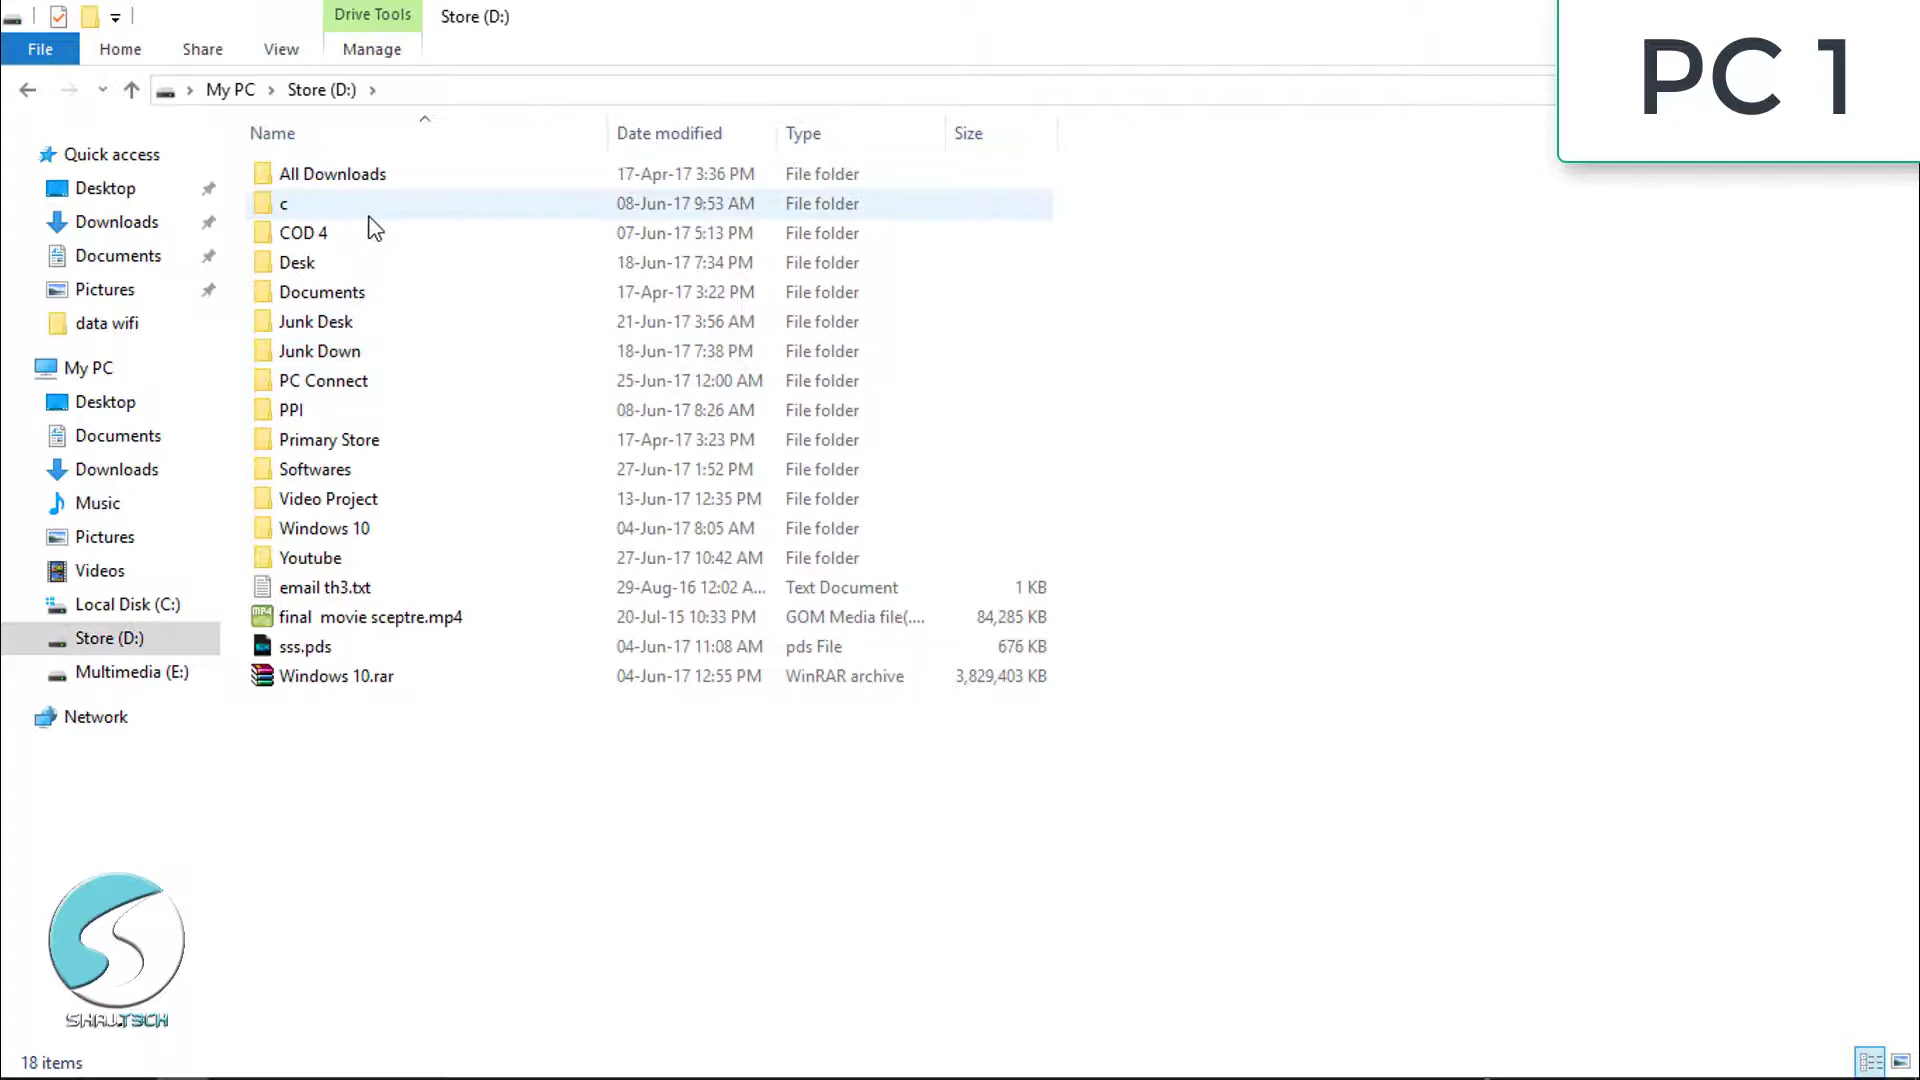 Drive Tools Store (D:)
File Home Share View Manage
PC 1
My PC Store (D:)
Name Date modified Type Size
Quick access
Desktop
Downloads
Documents
Pictures
data wifi
My PC
Desktop
Documents
Downloads
Music
Pictures
Videos
Local Disk (C:)
Store (D:)
Multimedia (E:)
Network
All Downloads 17-Apr-17 3:36 PM File folder
c 08-Jun-17 9:53 AM File folder
COD 4 07-Jun-17 5:13 PM File folder
Desk 18-Jun-17 7:34 PM File folder
Documents 17-Apr-17 3:22 PM File folder
Junk Desk 21-Jun-17 3:56 AM File folder
Junk Down 18-Jun-17 7:38 PM File folder
PC Connect 25-Jun-17 12:00 AM File folder
PPI 08-Jun-17 8:26 AM File folder
Primary Store 17-Apr-17 3:23 PM File folder
Softwares 27-Jun-17 1:52 PM File folder
Video Project 13-Jun-17 12:35 PM File folder
Windows 10 04-Jun-17 8:05 AM File folder
Youtube 27-Jun-17 10:42 AM File folder
email th3.txt 29-Aug-16 12:02 A... Text Document 1 KB
final movie sceptre.mp4 20-Jul-15 10:33 PM GOM Media file(.... 84,285 KB
sss.pds 04-Jun-17 11:08 AM pds File 676 KB
Windows 10.rar 04-Jun-17 12:55 PM WinRAR archive 3,829,403 KB
18 items